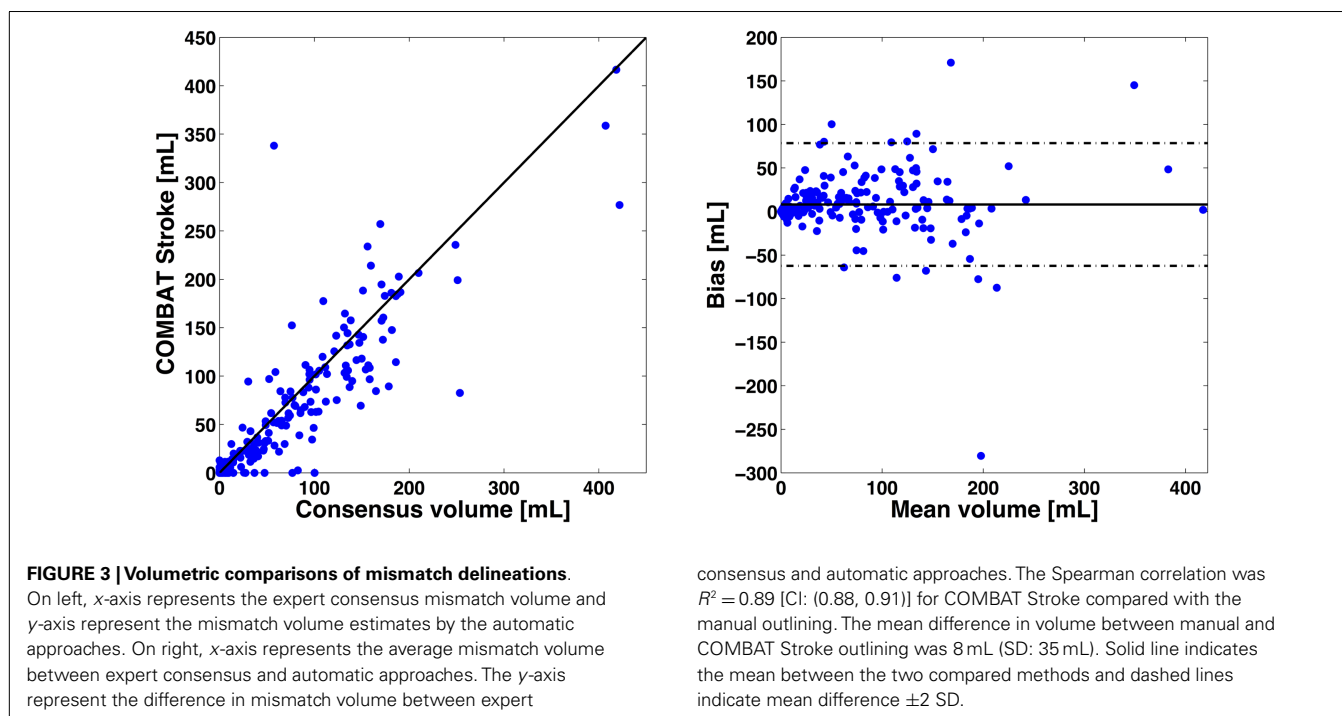 450
400
350
300
250
200
150
100
50
0
COMBAT Stroke [mL]
0 100 200 300 400
Consensus volume [mL]
200
150
100
50
0
−50
−100
−150
−200
−250
−300
Bias [mL]
0 100 200 300 400
Mean volume [mL]
FIGURE 3 | Volumetric comparisons of mismatch delineations.
On left, x-axis represents the expert consensus mismatch volume and
y-axis represent the mismatch volume estimates by the automatic
approaches. On right, x-axis represents the average mismatch volume
between expert consensus and automatic approaches. The y-axis
represent the difference in mismatch volume between expert
consensus and automatic approaches. The Spearman correlation was
R² = 0.89 [CI: (0.88, 0.91)] for COMBAT Stroke compared with the
manual outlining. The mean difference in volume between manual and
COMBAT Stroke outlining was 8 mL (SD: 35 mL). Solid line indicates
the mean between the two compared methods and dashed lines
indicate mean difference ±2 SD.